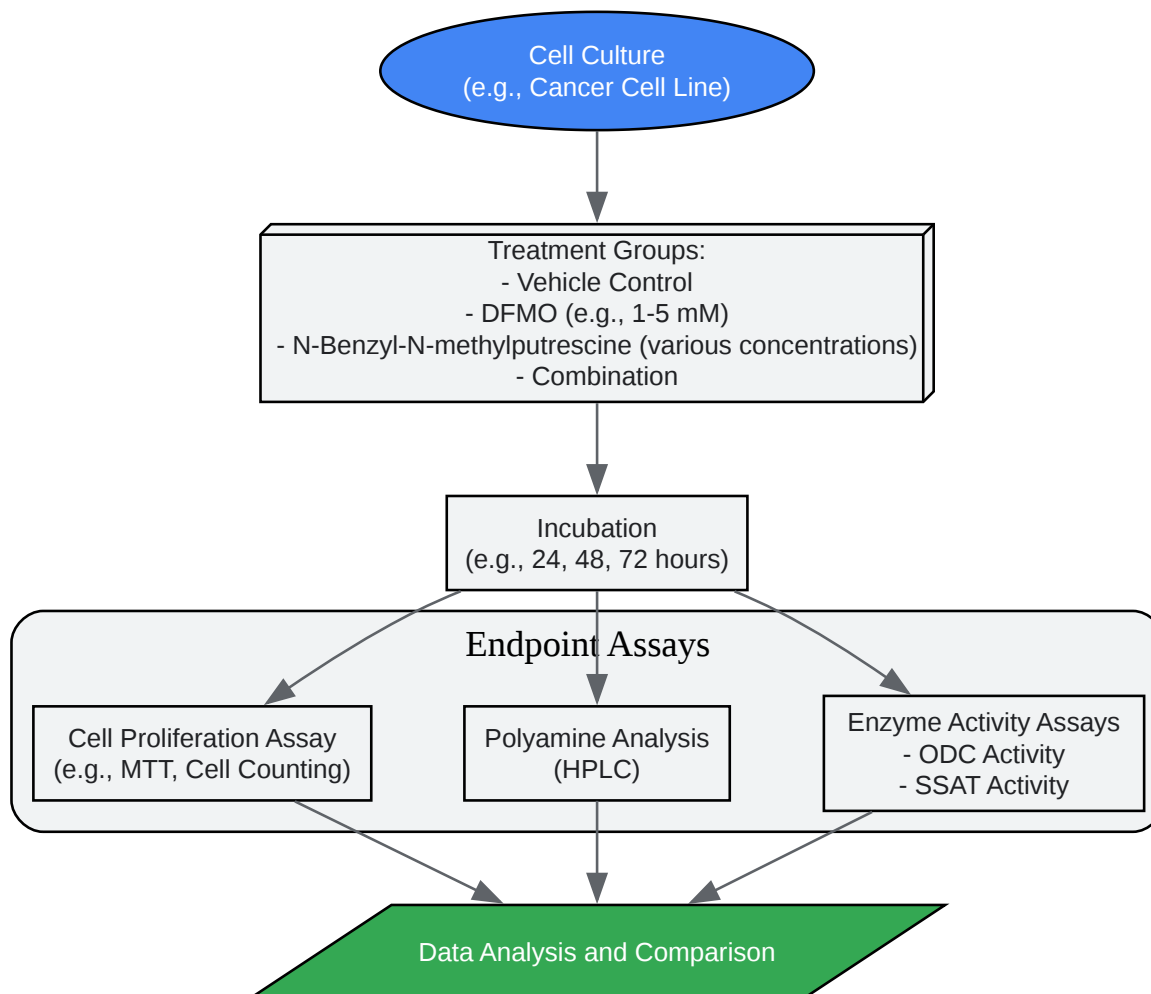 Cell Culture
(e.g., Cancer Cell Line)
Treatment Groups:
- Vehicle Control
- DFMO (e.g., 1-5 mM)
- N-Benzyl-N-methylputrescine (various concentrations)
- Combination
Incubation
(e.g., 24, 48, 72 hours)
Endpoint Assays
Cell Proliferation Assay
(e.g., MTT, Cell Counting)
Polyamine Analysis
(HPLC)
Enzyme Activity Assays
- ODC Activity
- SSAT Activity
Data Analysis and Comparison